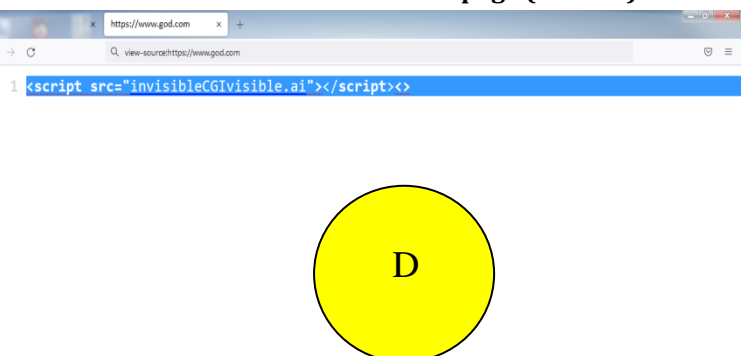 https://www.god.com
view-source:https://www.god.com
1 <script src="invisibleCGIvisible.ai"></script><>
D